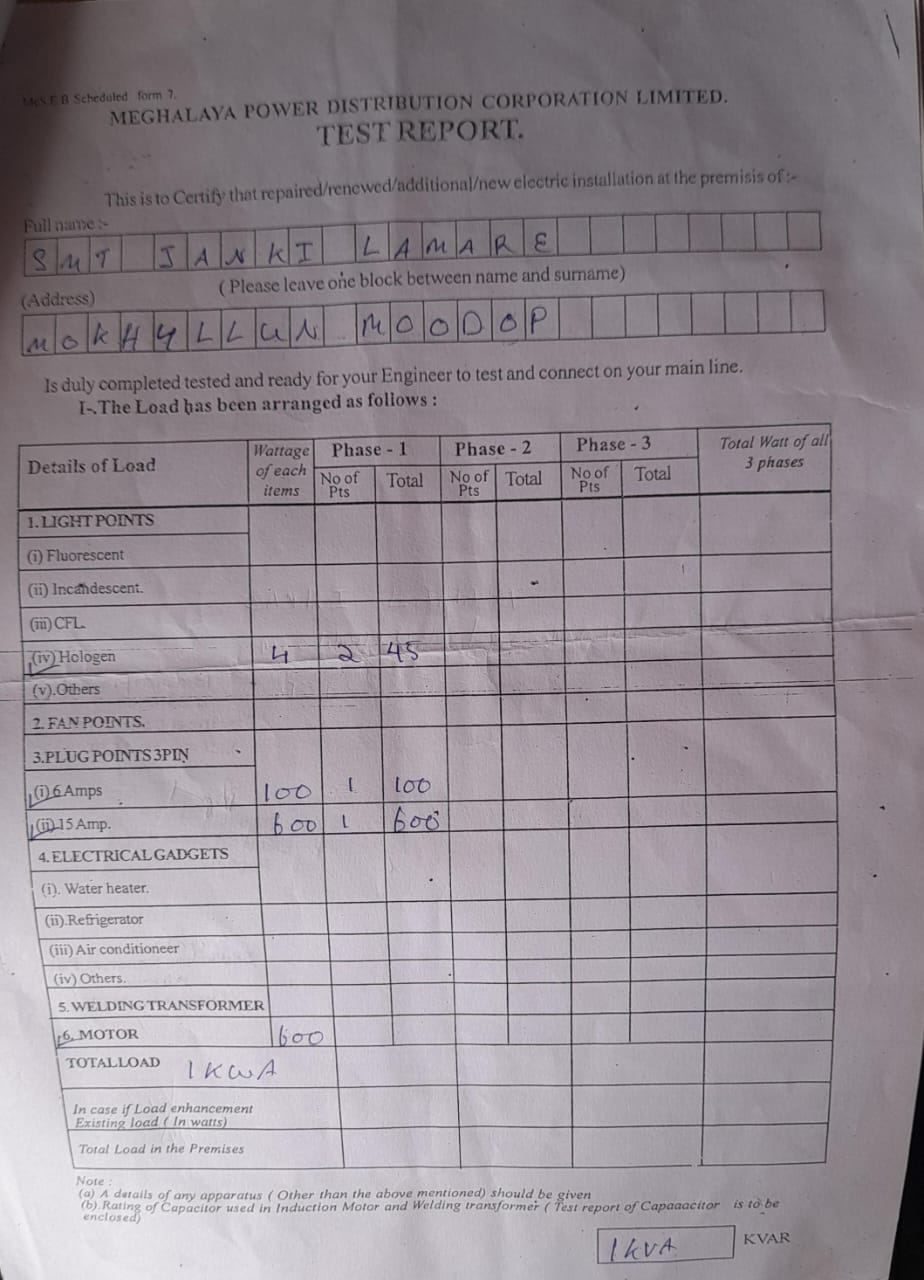 MeS.E.B Scheduled form 7.
MEGHALAYA POWER DISTRIBUTION CORPORATION LIMITED.
TEST REPORT.
This is to Certify that repaired/renewed/additional/new electric installation at the premisis of:-
Full name :-
SMT JANKI LAMARE
( Please leave one block between name and surname)
(Address)
MOKHYLLUN MOODOP
Is duly completed tested and ready for your Engineer to test and connect on your main line.
I-.The Load has been arranged as follows :
Details of Load Wattage of each items Phase - 1 Phase - 2 Phase - 3 Total Watt of all 3 phases
No of Pts Total No of Pts Total No of Pts Total
1. LIGHT POINTS
(i) Fluorescent
(ii) Incandescent.
(iii) CFL.
(iv) Hologen 4 2 45
(v).Others
2. FAN POINTS.
3.PLUG POINTS 3PIN
(i) 6 Amps 100 1 100
(ii) 15 Amp. 600 1 600
4. ELECTRICAL GADGETS
(i). Water heater.
(ii).Refrigerator
(iii) Air conditioneer
(iv) Others.
5. WELDING TRANSFORMER
6. MOTOR 600
TOTAL LOAD 1 KWA
In case if Load enhancement
Existing load ( In watts)
Total Load in the Premises
Note :
(a) A details of any apparatus ( Other than the above mentioned) should be given
(b).Rating of Capacitor used in Induction Motor and Welding transformer ( Test report of Capaaacitor is to be
enclosed)
1 KVA KVAR